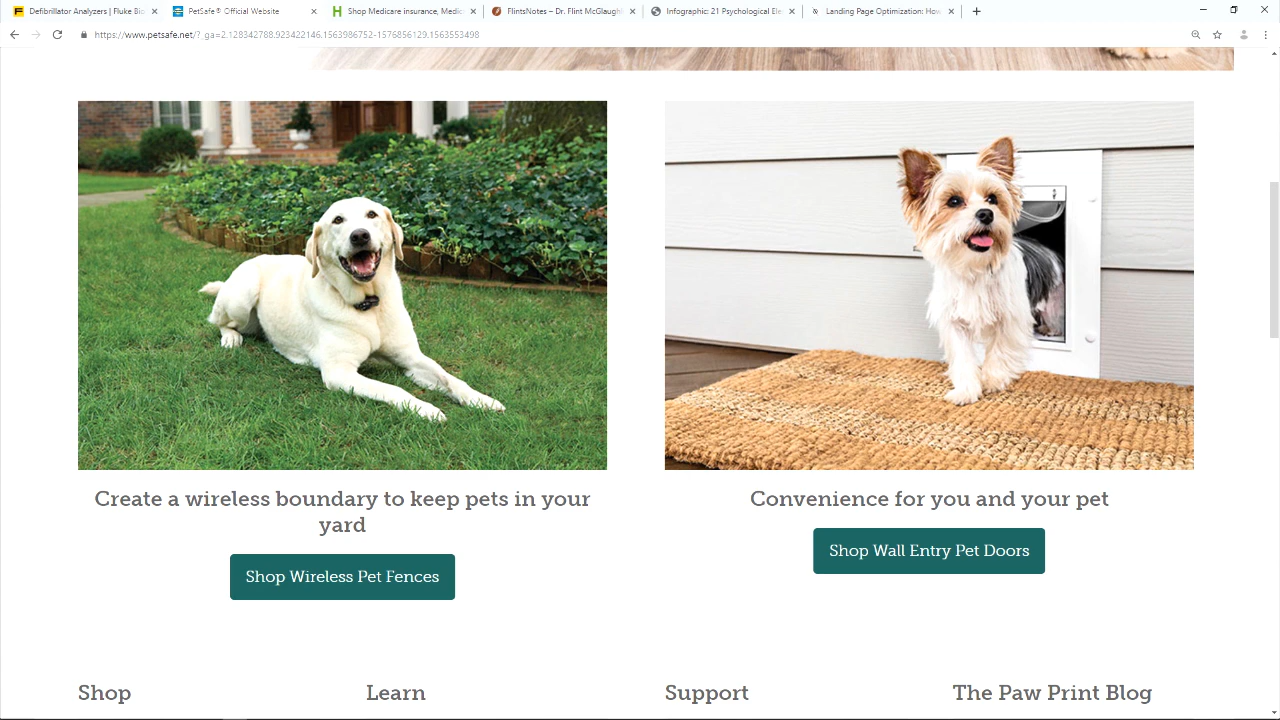 Defibrillator Analyzers | Fluke Bio
PetSafe® Official Website
Shop Medicare insurance, Medic
FlintsNotes – Dr. Flint McGlaughl
Infographic: 21 Psychological Ele
Landing Page Optimization: How
https://www.petsafe.net/?_ga=2.128342788.923422146.1563986752-1576856129.1563553498
Create a wireless boundary to keep pets in your
yard
Shop Wireless Pet Fences
Convenience for you and your pet
Shop Wall Entry Pet Doors
Shop
Learn
Support
The Paw Print Blog